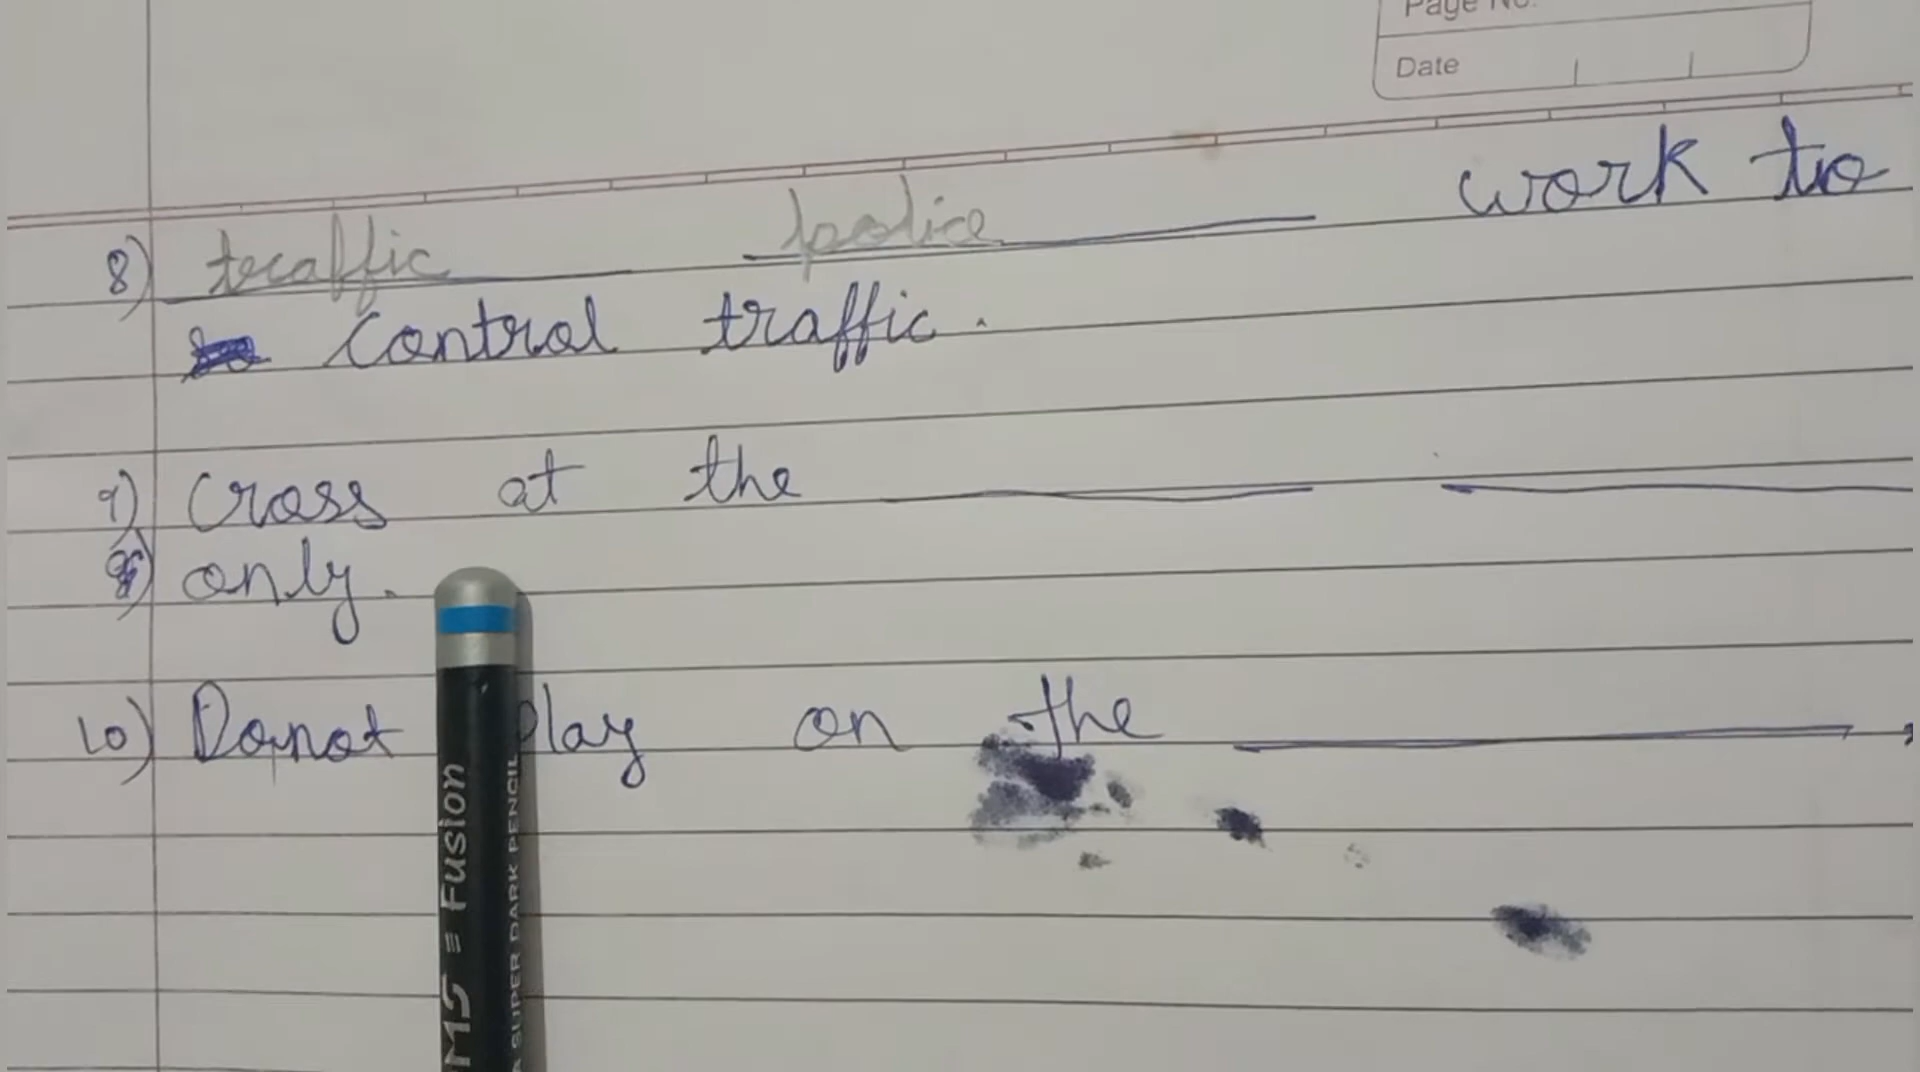 Page No.
Date
8) traffic police work to
control traffic.
9) Cross at the
only.
10) Donot play on the
MS ≡ Fusion
A SUPER DARK PENCIL